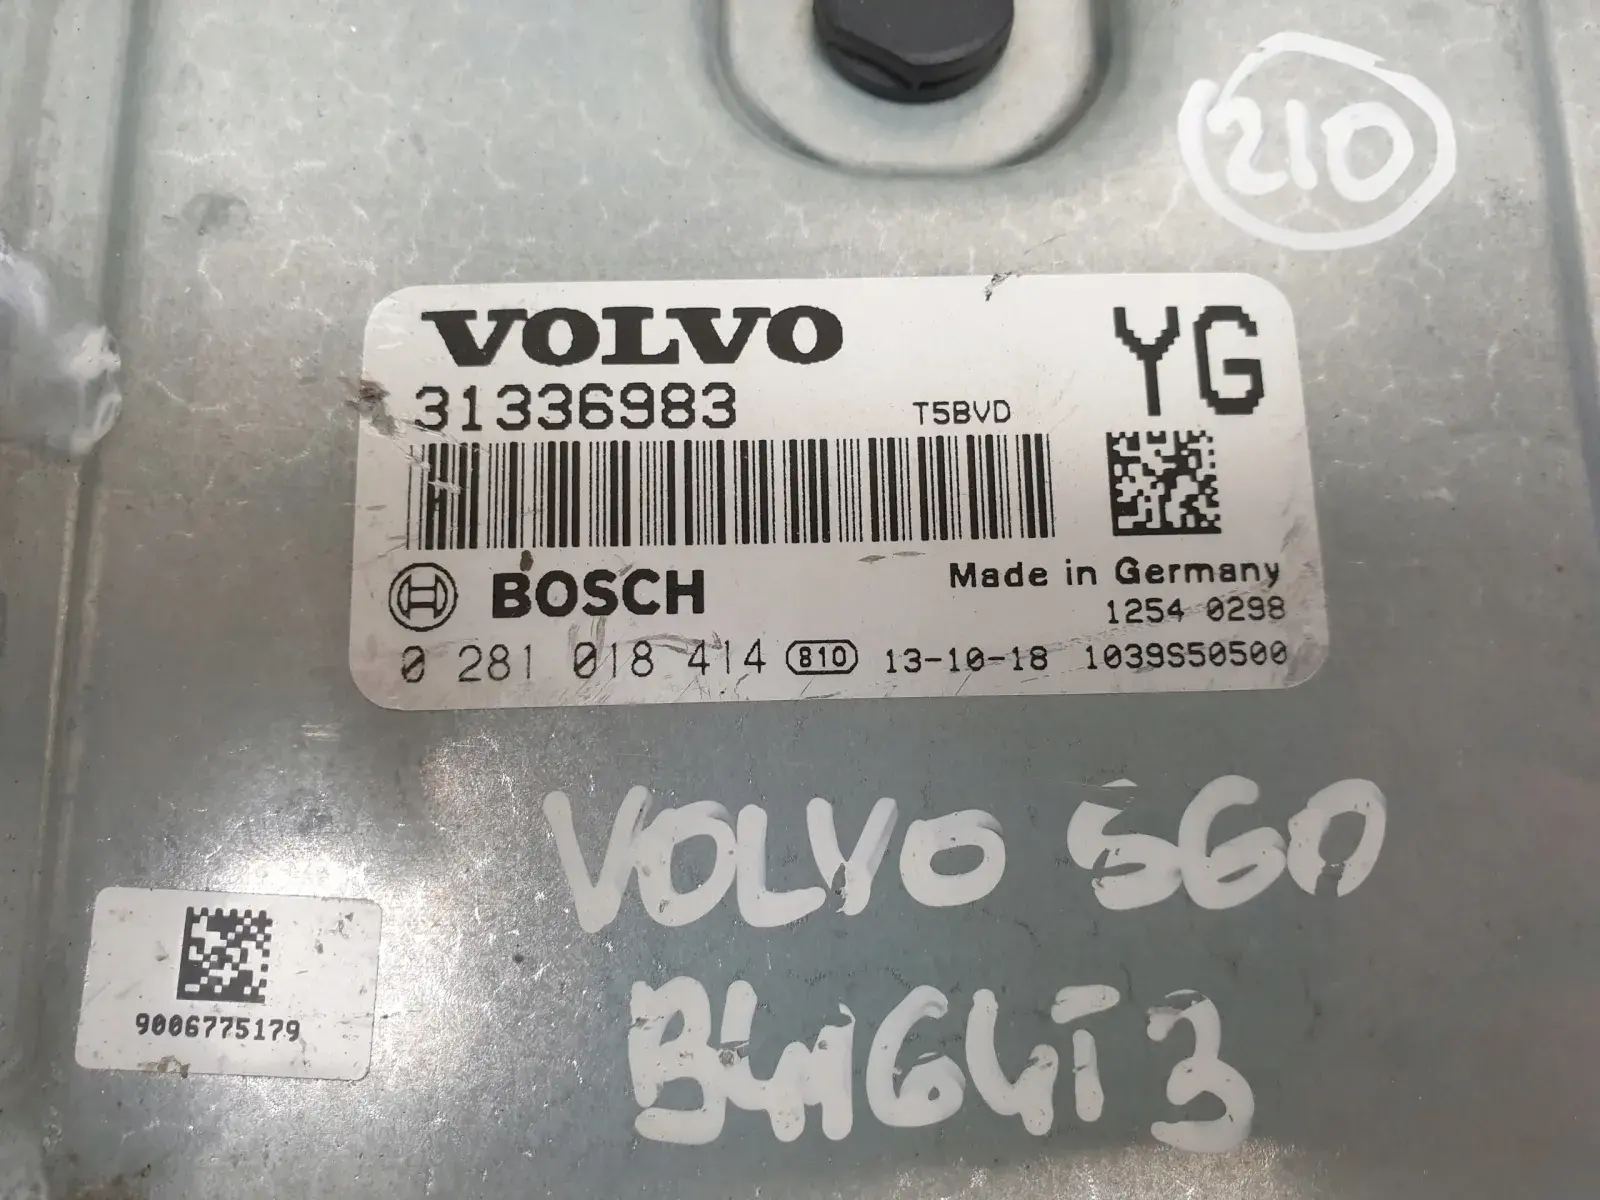 210
VOLVO
YG
31336983 T5BVD
BOSCH
Made in Germany
1254 0298
0 281 018 414 810 13-10-18 1039S50500
VOLVO S60
B4164T3
9006775179